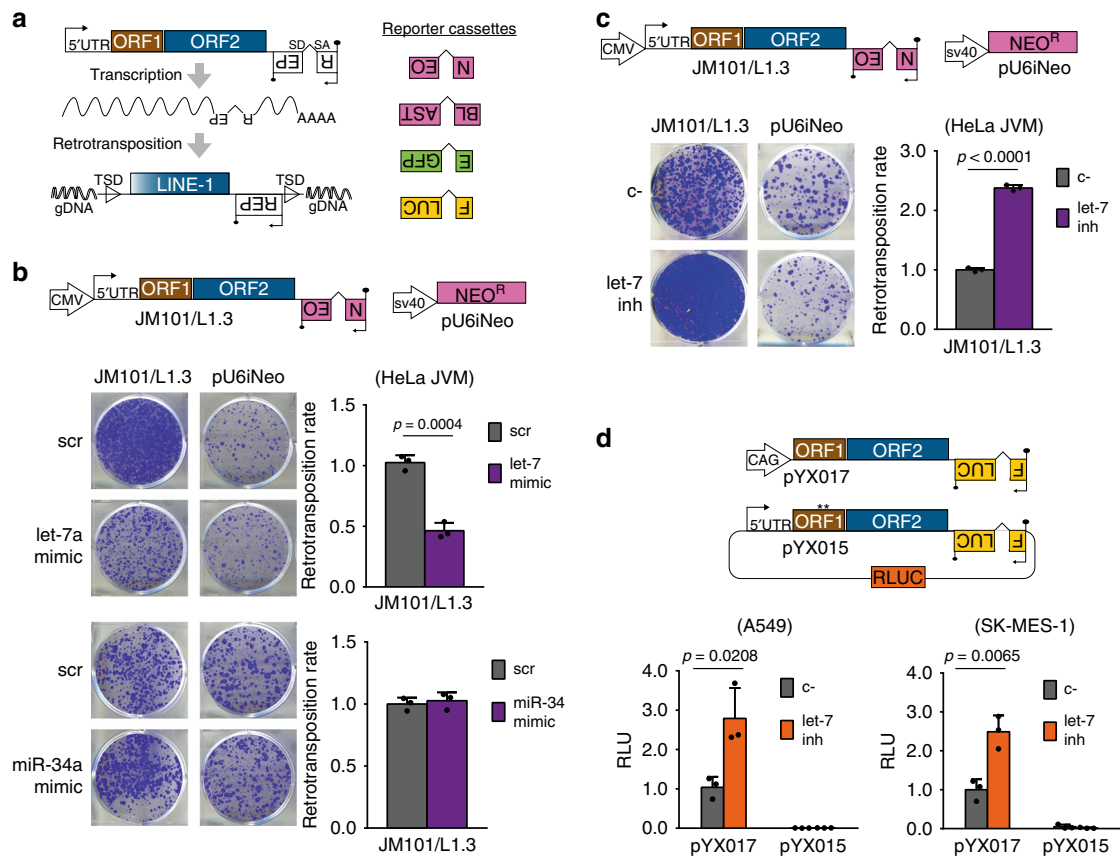 a
5′UTR ORF1 ORF2 SD SA
EP R
Transcription
EP R AAAA
Retrotransposition
TSD LINE-1 TSD
gDNA REP gDNA
Reporter cassettes
EO N
AST BL
GFP E
LUC F
b
CMV 5′UTR ORF1 ORF2 EO N
JM101/L1.3
sv40 NEOᴿ
pU6iNeo
JM101/L1.3 pU6iNeo
scr
let-7a
mimic
(HeLa JVM)
Retrotransposition rate
1.5
1.0
0.5
0.0
p = 0.0004
scr
let-7
mimic
JM101/L1.3
scr
miR-34a
mimic
Retrotransposition rate
1.5
1.0
0.5
0.0
scr
miR-34
mimic
JM101/L1.3
c
CMV 5′UTR ORF1 ORF2 EO N
JM101/L1.3
sv40 NEOᴿ
pU6iNeo
JM101/L1.3 pU6iNeo
c-
let-7
inh
(HeLa JVM)
Retrotransposition rate
3.0
2.0
1.0
0.0
p < 0.0001
c-
let-7
inh
JM101/L1.3
d
CAG ORF1 ORF2 LUC F
pYX017
**
5′UTR ORF1 ORF2 LUC F
pYX015
RLUC
(A549)
RLU
4.0
3.0
2.0
1.0
0.0
p = 0.0208
c-
let-7
inh
pYX017 pYX015
(SK-MES-1)
RLU
4.0
3.0
2.0
1.0
0.0
p = 0.0065
c-
let-7
inh
pYX017 pYX015